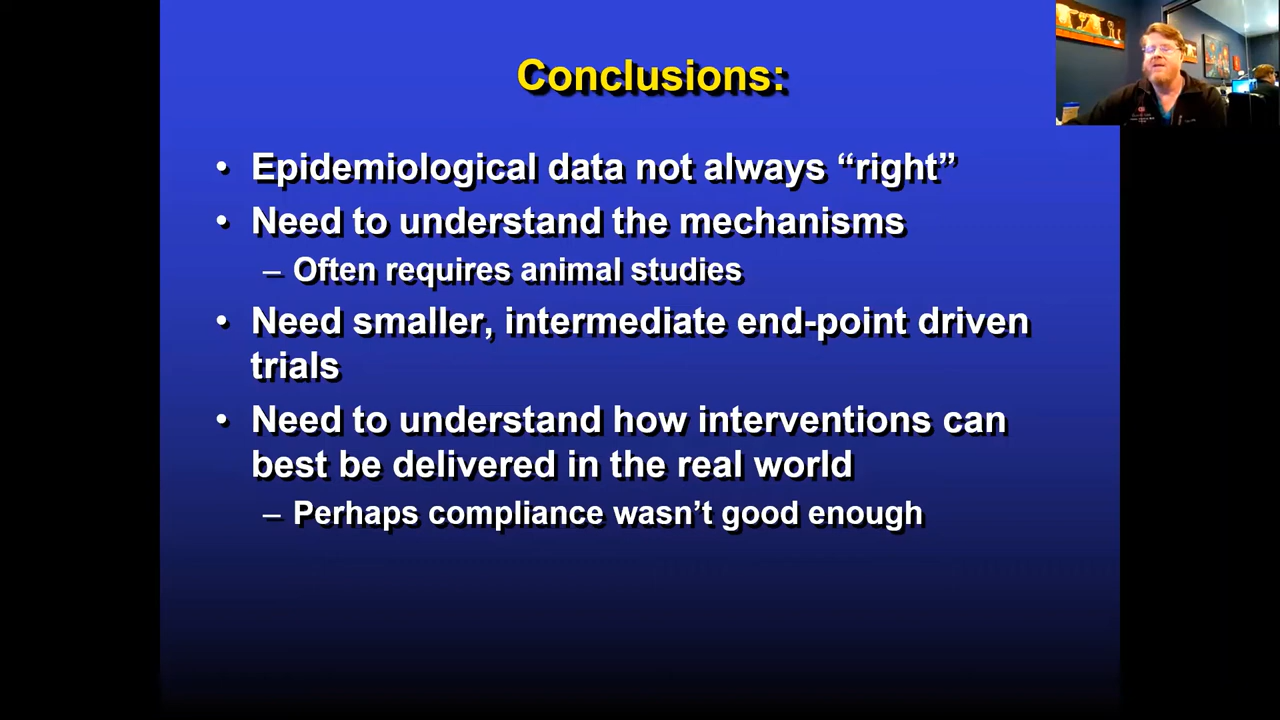 Conclusions:
• Epidemiological data not always “right”
• Need to understand the mechanisms
– Often requires animal studies
• Need smaller, intermediate end-point driven
trials
• Need to understand how interventions can
best be delivered in the real world
– Perhaps compliance wasn’t good enough